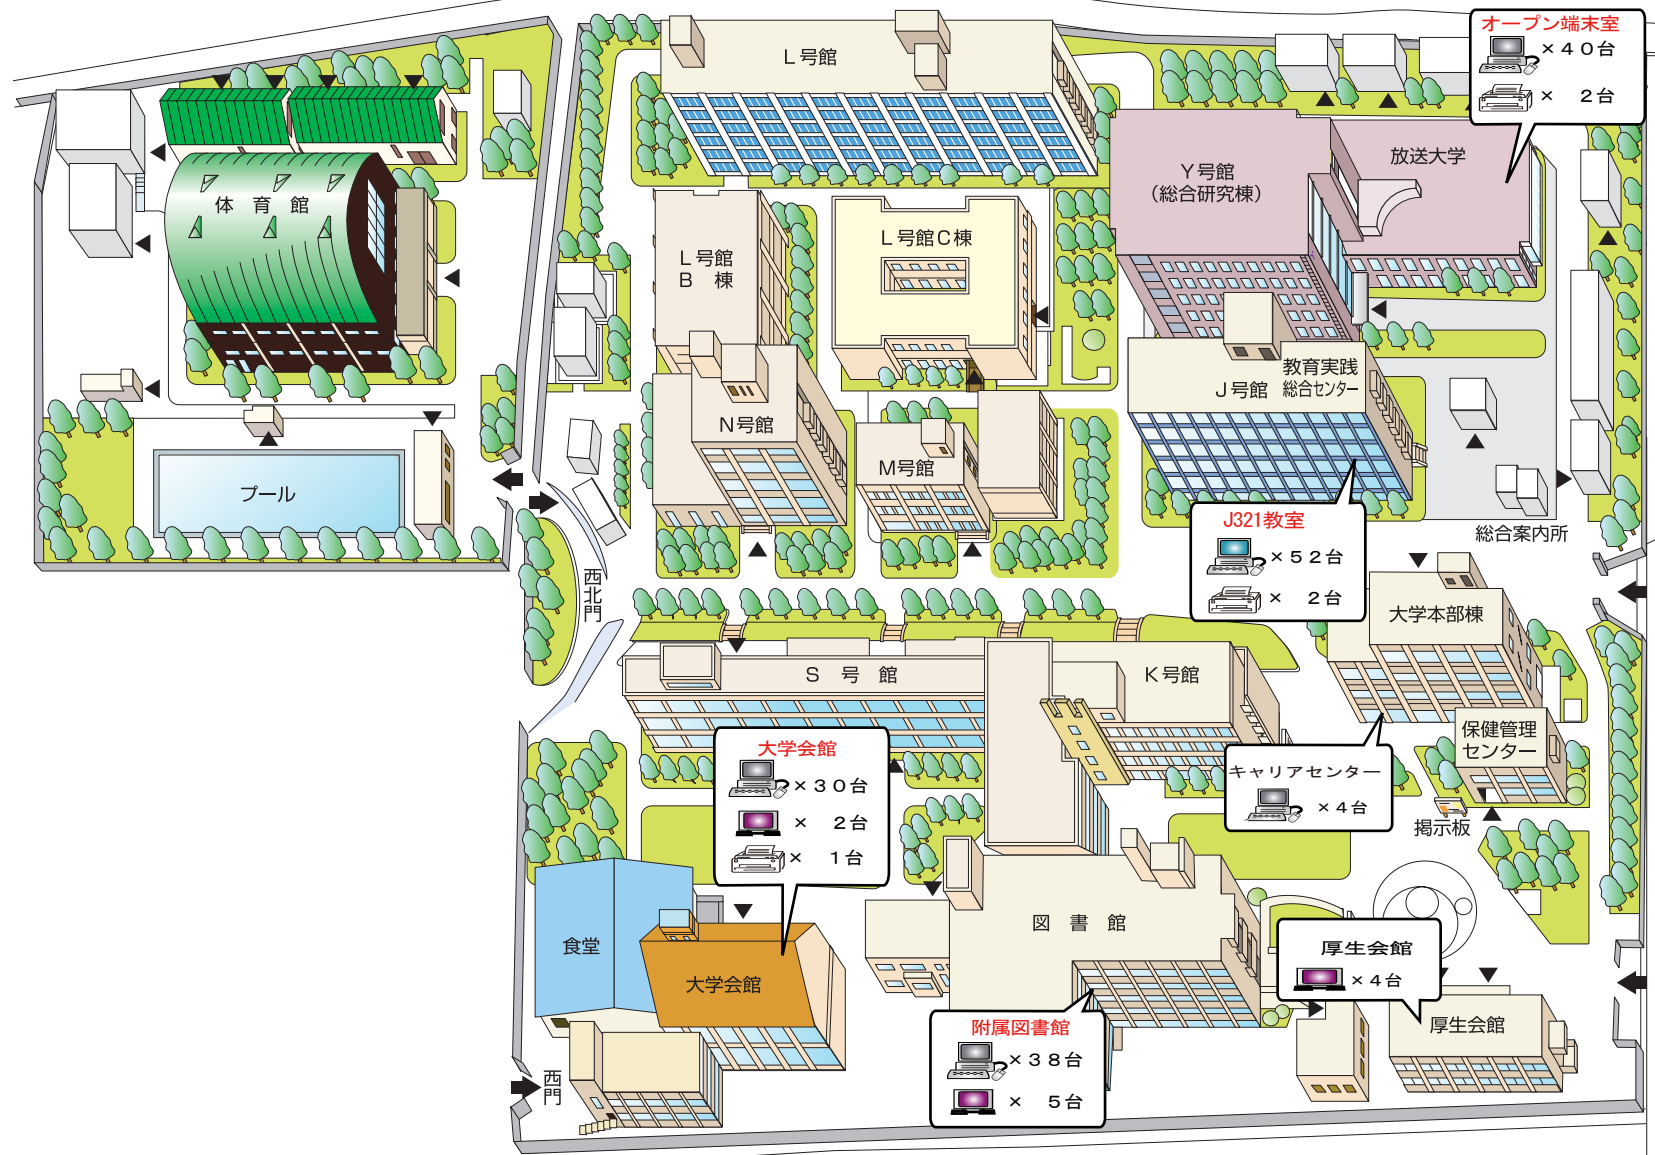 オープン端末室
×40台
× 2台
L号館
Y号館
(総合研究棟)
放送大学
体育館
L号館
B 棟
L号館C棟
教育実践
総合センター
J号館
N号館
M号館
プール
J321教室
×52台
× 2台
総合案内所
西北門
大学本部棟
S号館
K号館
保健管理
センター
大学会館
×30台
× 2台
× 1台
キャリアセンター
×4台
掲示板
食堂
大学会館
図書館
厚生会館
×4台
厚生会館
附属図書館
×38台
× 5台
西門